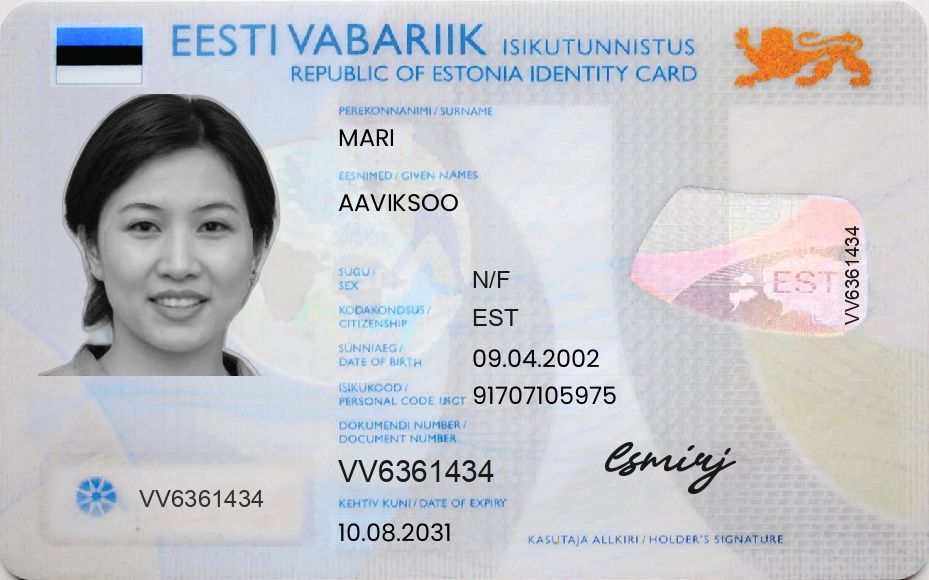 EESTI VABARIIK ISIKUTUNNISTUS
REPUBLIC OF ESTONIA IDENTITY CARD
PEREKONNANIMI / SURNAME
MARI
EESNIMED / GIVEN NAMES
AAVIKSOO
SUGU /
SEX
N/F
KODAKONDSUS /
CITIZENSHIP
EST
SÜNNIAEG /
DATE OF BIRTH
09.04.2002
ISIKUKOOD /
PERSONAL CODE
91707105975
DOKUMENDI NUMBER /
DOCUMENT NUMBER
VV6361434
KEHTIV KUNI / DATE OF EXPIRY
10.08.2031
VV6361434
EST
VV6361434
KASUTAJA ALLKIRI / HOLDER'S SIGNATURE